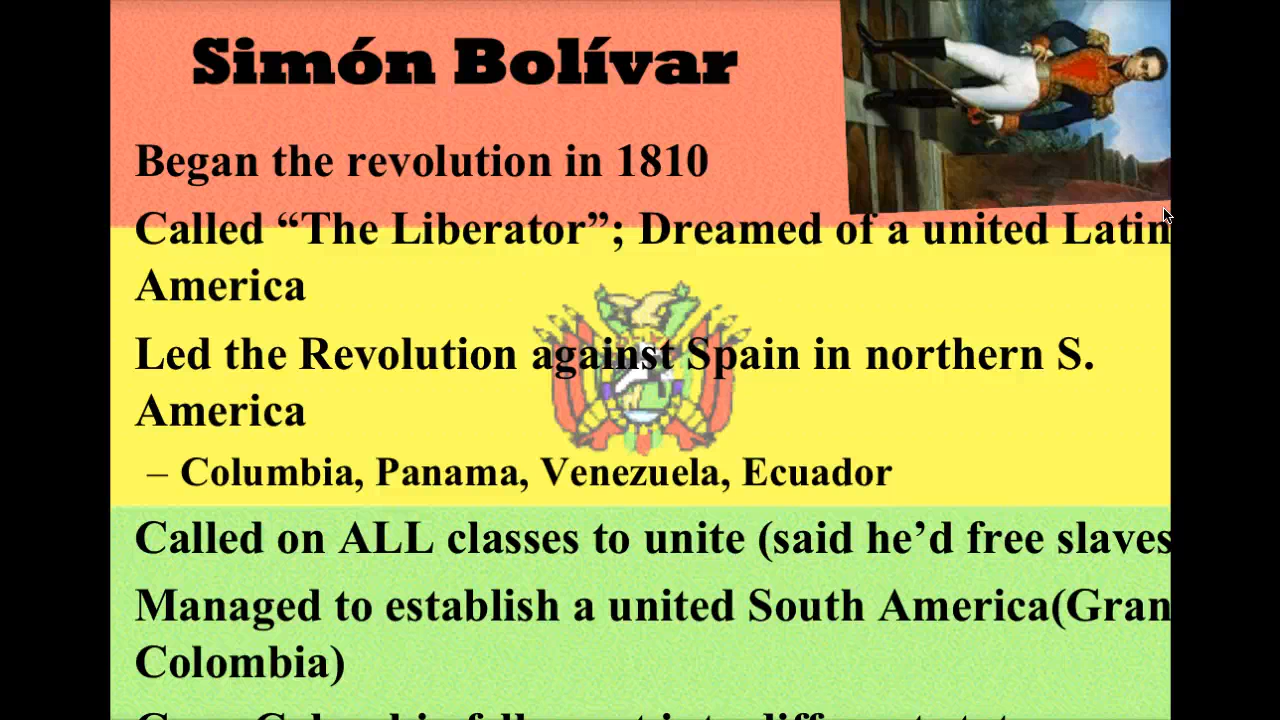 Simón Bolívar
Began the revolution in 1810
Called “The Liberator”; Dreamed of a united Latin
America
Led the Revolution against Spain in northern S.
America
– Columbia, Panama, Venezuela, Ecuador
Called on ALL classes to unite (said he’d free slaves
Managed to establish a united South America(Gran
Colombia)